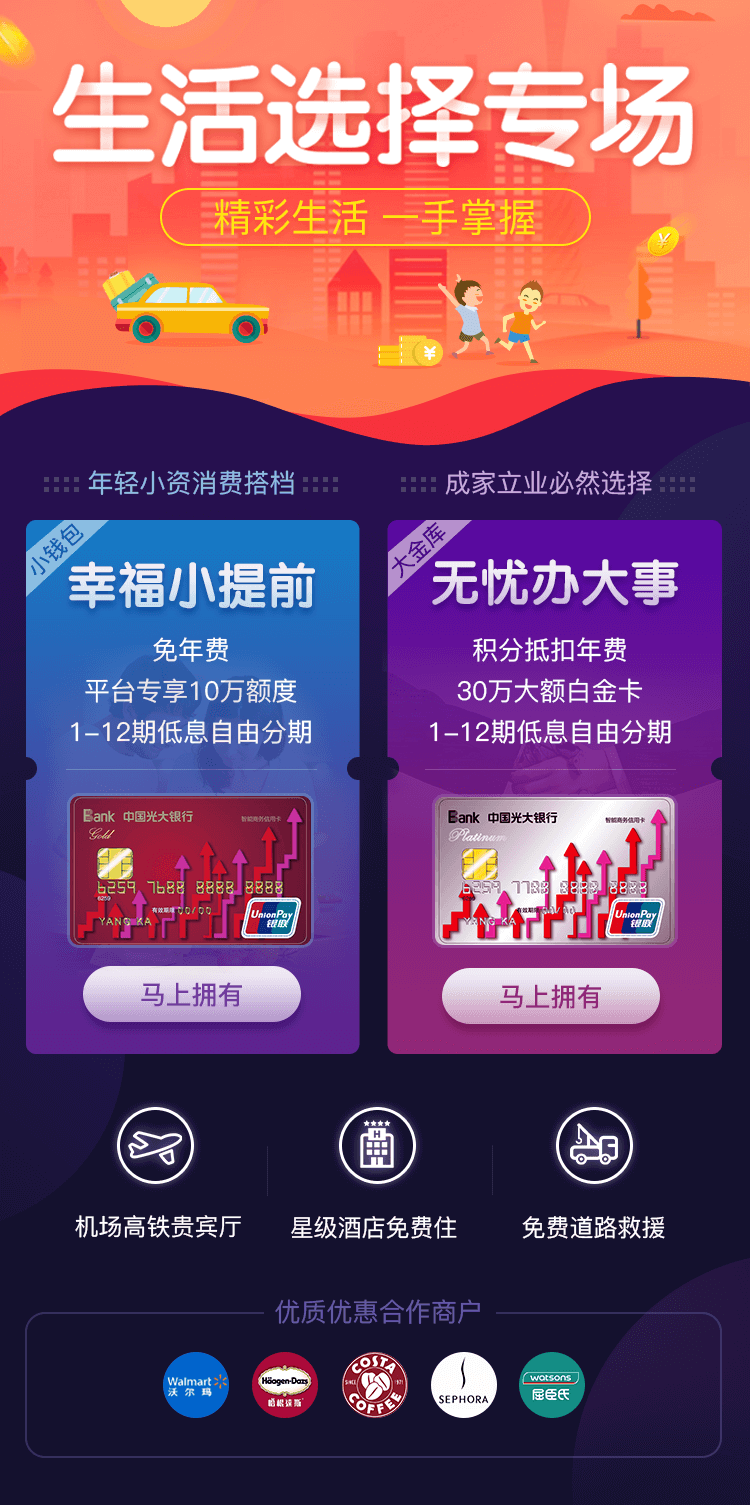 生活选择专场
精彩生活 一手掌握
¥
¥
年轻小资消费搭档
小钱包
幸福小提前
免年费
平台专享10万额度
1-12期低息自由分期
Bank 中国光大银行
智能商务信用卡
Gold
6259 7688 8888 8888
6259
有效期限 00/00
YANG KA
UnionPay
银联
马上拥有
成家立业必然选择
大金库
无忧办大事
积分抵扣年费
30万大额白金卡
1-12期低息自由分期
Bank 中国光大银行
智能商务信用卡
Platinum
UnionPay
银联
YANG KA
马上拥有
H
机场高铁贵宾厅
星级酒店免费住
免费道路救援
优质优惠合作商户
Walmart
沃尔玛
Häagen-Dazs
COSTA
SINCE 1971
COFFEE
SEPHORA
watsons
屈臣氏